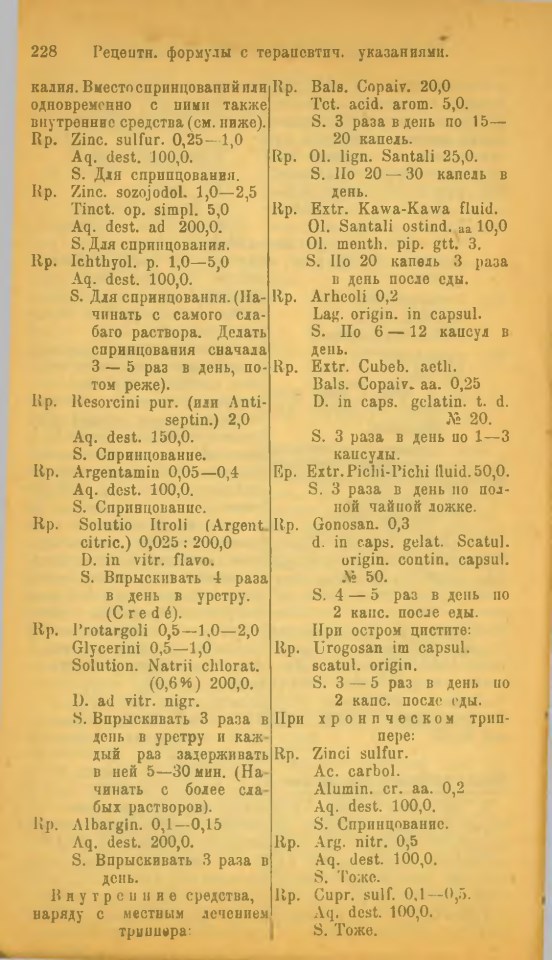 228 Рецептн. формулы с терапевтич. указаниями.
калия. Вместо спринцований или
одновременно с ними также
внутренние средства (см. ниже).
Rp. Zinc. sulfur. 0,25—1,0
Aq. dest. 100,0.
S. Для спринцования.
Rp. Zinc. sozojodol. 1,0—2,5
Tinct. op. simpl. 5,0
Aq. dest. ad 200,0.
S. Для спринцования.
Rp. Ichthyol. p. 1,0—5,0
Aq. dest. 100,0.
S. Для спринцования. (На-
чинать с самого сла-
баго раствора. Делать
спринцования сначала
3 — 5 раз в день, по-
том реже).
Rp. Resorcini pur. (или Anti-
septin.) 2,0
Aq. dest. 150,0.
S. Спринцование.
Rp. Argentamin 0,05—0,4
Aq. dest. 100,0.
S. Спринцование.
Rp. Solutio Itroli (Argent.
citric.) 0,025 : 200,0
D. in vitr. flavo.
S. Впрыскивать 4 раза
в день в уретру.
(Credé).
Rp. Protargoli 0,5—1,0—2,0
Glycerini 0,5—1,0
Solution. Natrii chlorat.
(0,6%) 200,0.
D. ad vitr. nigr.
S. Впрыскивать 3 раза в
день в уретру и каж-
дый раз задерживать
в ней 5—30 мин. (На-
чинать с более сла-
бых растворов).
Rp. Albargin. 0,1—0,15
Aq. dest. 200,0.
S. Впрыскивать 3 раза в
день.
Внутренние средства,
наряду с местным лечением
триппера:
Rp. Bals. Copaiv. 20,0
Tct. acid. arom. 5,0.
S. 3 раза в день по 15—
20 капель.
Rp. Ol. lign. Santali 25,0.
S. По 20 — 30 капель в
день.
Rp. Extr. Kawa-Kawa fluid.
Ol. Santali ostind. aa 10,0
Ol. menth. pip. gtt. 3.
S. По 20 капель 3 раза
в день после еды.
Rp. Arheoli 0,2
Lag. origin. in capsul.
S. По 6 — 12 капсул в
день.
Rp. Extr. Cubeb. aeth.
Bals. Copaiv. aa. 0,25
D. in caps. gelatin. t. d.
№ 20.
S. 3 раза в день по 1—3
капсулы.
Rp. Extr. Pichi-Pichi fluid. 50,0.
S. 3 раза в день по пол-
ной чайной ложке.
Rp. Gonosan. 0,3
d. in caps. gelat. Scatul.
origin. contin. capsul.
№ 50.
S. 4 — 5 раз в день по
2 капс. после еды.
При остром цистите:
Rp. Urogosan im capsul.
scatul. origin.
S. 3 — 5 раз в день по
2 капс. после еды.
При хроническом трип-
пере:
Rp. Zinci sulfur.
Ac. carbol.
Alumin. cr. aa. 0,2
Aq. dest. 100,0.
S. Спринцование.
Rp. Arg. nitr. 0,5
Aq. dest. 100,0.
S. Тоже.
Rp. Cupr. sulf. 0,1—0,5.
Aq. dest. 100,0.
S. Тоже.